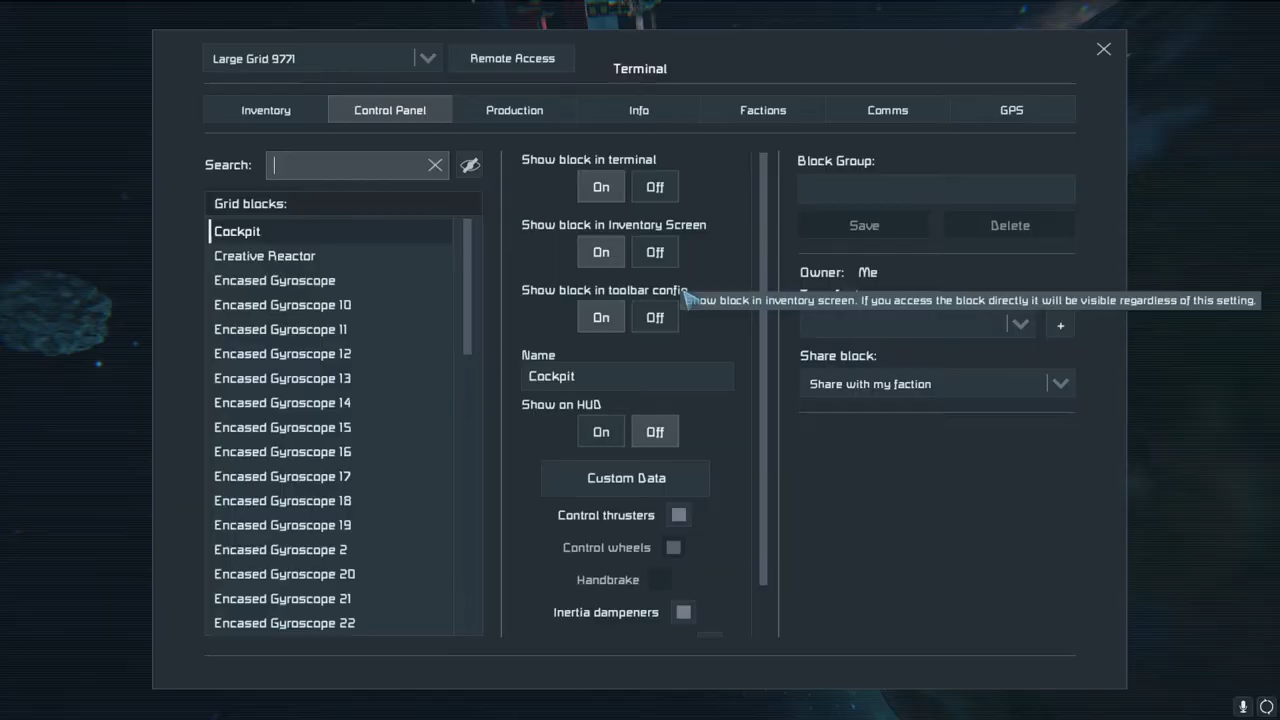 Large Grid 9771
Remote Access
Terminal
Inventory
Control Panel
Production
Info
Factions
Comms
GPS
Search:
Grid blocks:
Cockpit
Creative Reactor
Encased Gyroscope
Encased Gyroscope 10
Encased Gyroscope 11
Encased Gyroscope 12
Encased Gyroscope 13
Encased Gyroscope 14
Encased Gyroscope 15
Encased Gyroscope 16
Encased Gyroscope 17
Encased Gyroscope 18
Encased Gyroscope 19
Encased Gyroscope 2
Encased Gyroscope 20
Encased Gyroscope 21
Encased Gyroscope 22
Show block in terminal
On Off
Show block in Inventory Screen
On Off
Show block in toolbar config
On Off
Name
Cockpit
Show on HUD
On Off
Custom Data
Control thrusters
Control wheels
Handbrake
Inertia dampeners
Block Group:
Save
Delete
Owner: Me
Show block in inventory screen. If you access the block directly it will be visible regardless of this setting.
+
Share block:
Share with my faction